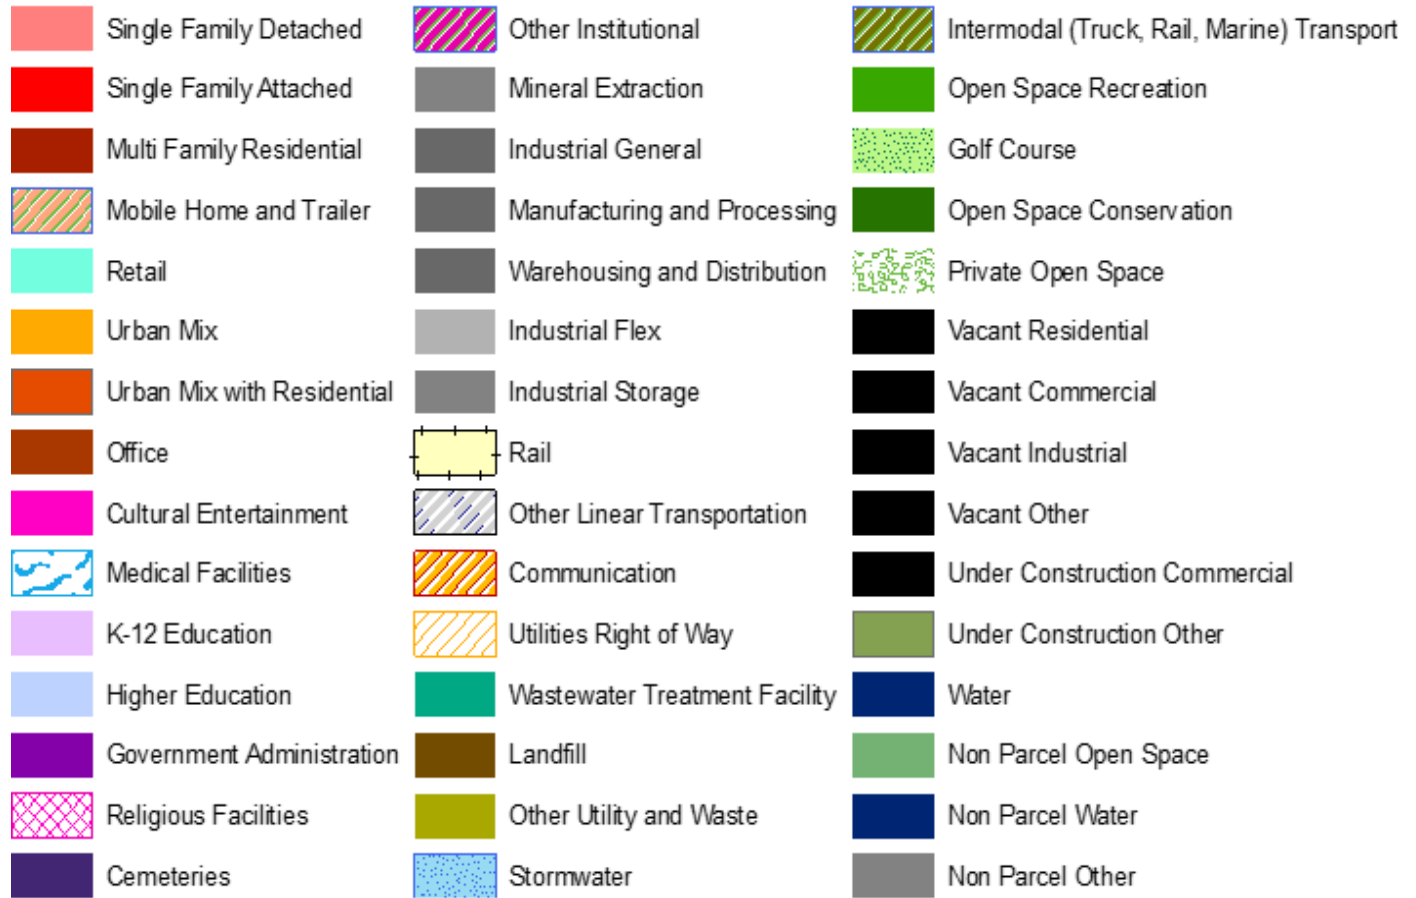 Single Family Detached
Single Family Attached
Multi Family Residential
Mobile Home and Trailer
Retail
Urban Mix
Urban Mix with Residential
Office
Cultural Entertainment
Medical Facilities
K-12 Education
Higher Education
Government Administration
Religious Facilities
Cemeteries
Other Institutional
Mineral Extraction
Industrial General
Manufacturing and Processing
Warehousing and Distribution
Industrial Flex
Industrial Storage
Rail
Other Linear Transportation
Communication
Utilities Right of Way
Wastewater Treatment Facility
Landfill
Other Utility and Waste
Stormwater
Intermodal (Truck, Rail, Marine) Transport
Open Space Recreation
Golf Course
Open Space Conservation
Private Open Space
Vacant Residential
Vacant Commercial
Vacant Industrial
Vacant Other
Under Construction Commercial
Under Construction Other
Water
Non Parcel Open Space
Non Parcel Water
Non Parcel Other